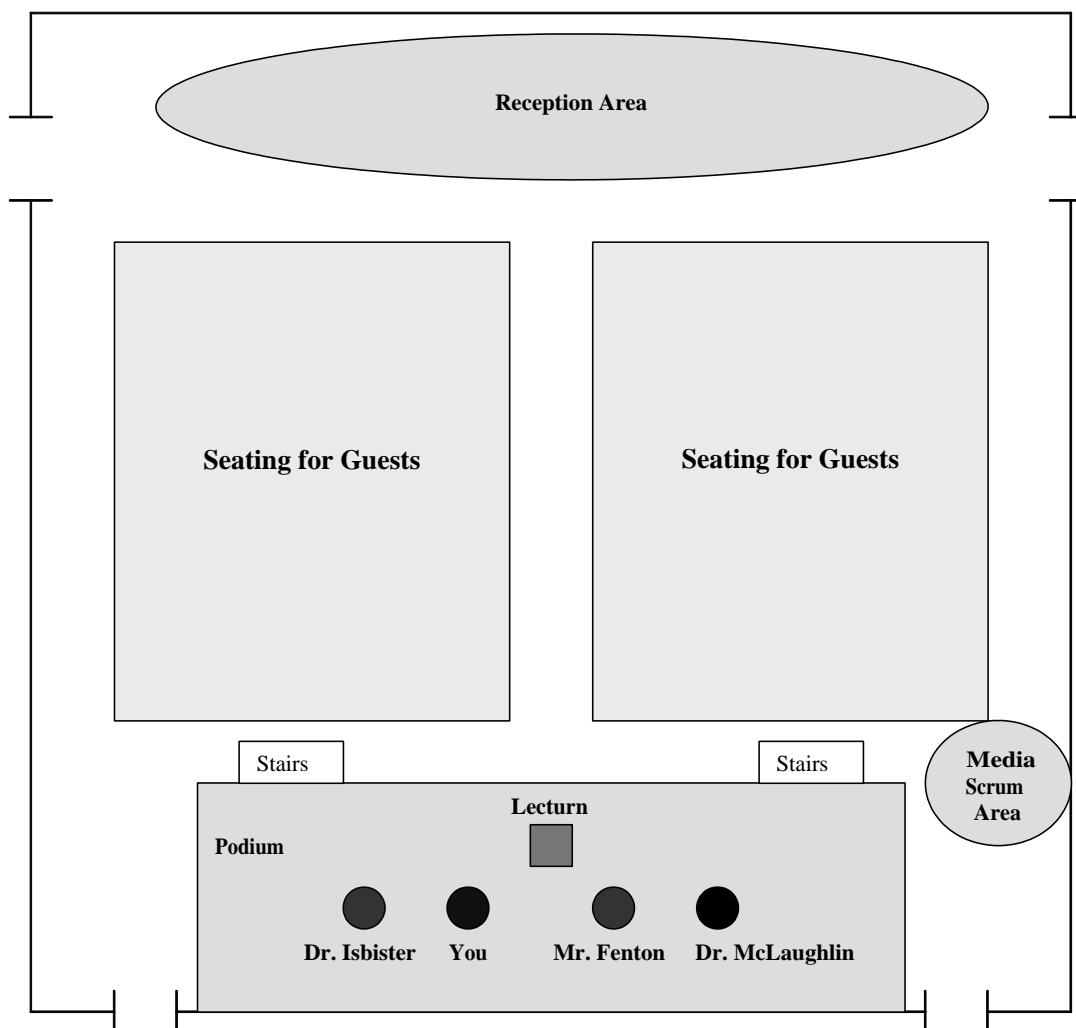 Reception Area
Seating for Guests
Seating for Guests
Stairs
Stairs
Media
Scrum
Area
Lecturn
Podium
Dr. Isbister
You
Mr. Fenton
Dr. McLaughlin